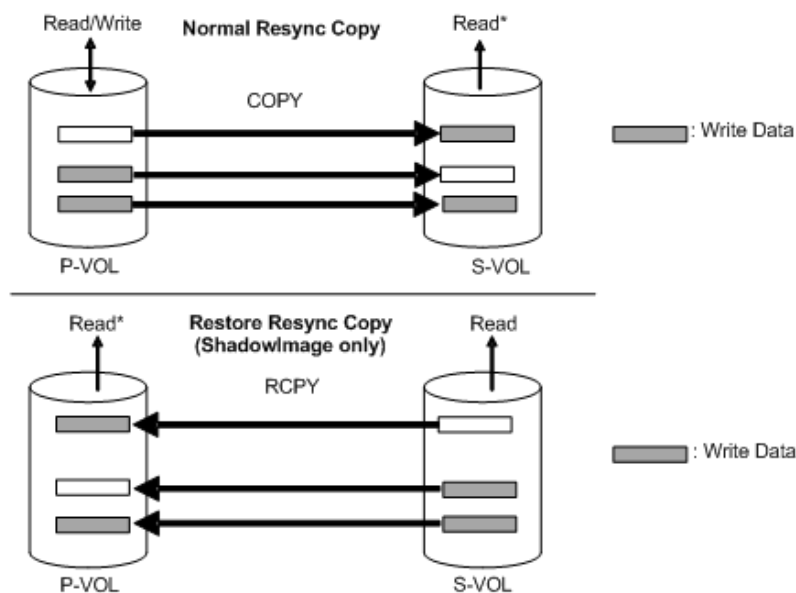 Read/Write
Normal Resync Copy
Read*
COPY
: Write Data
P-VOL
S-VOL
Read*
Restore Resync Copy
(ShadowImage only)
Read
RCPY
: Write Data
P-VOL
S-VOL